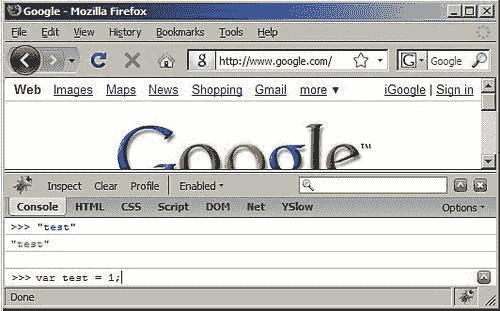 Google - Mozilla Firefox
File Edit View History Bookmarks Tools Help
g http://www.google.com/ G Google
Web Images Maps News Shopping Gmail more ▼ iGoogle | Sign in
Google™
Inspect Clear Profile Enabled ▾
Console HTML CSS Script DOM Net YSlow Options ▾
>>> "test"
"test"
>>> var test = 1;
Done